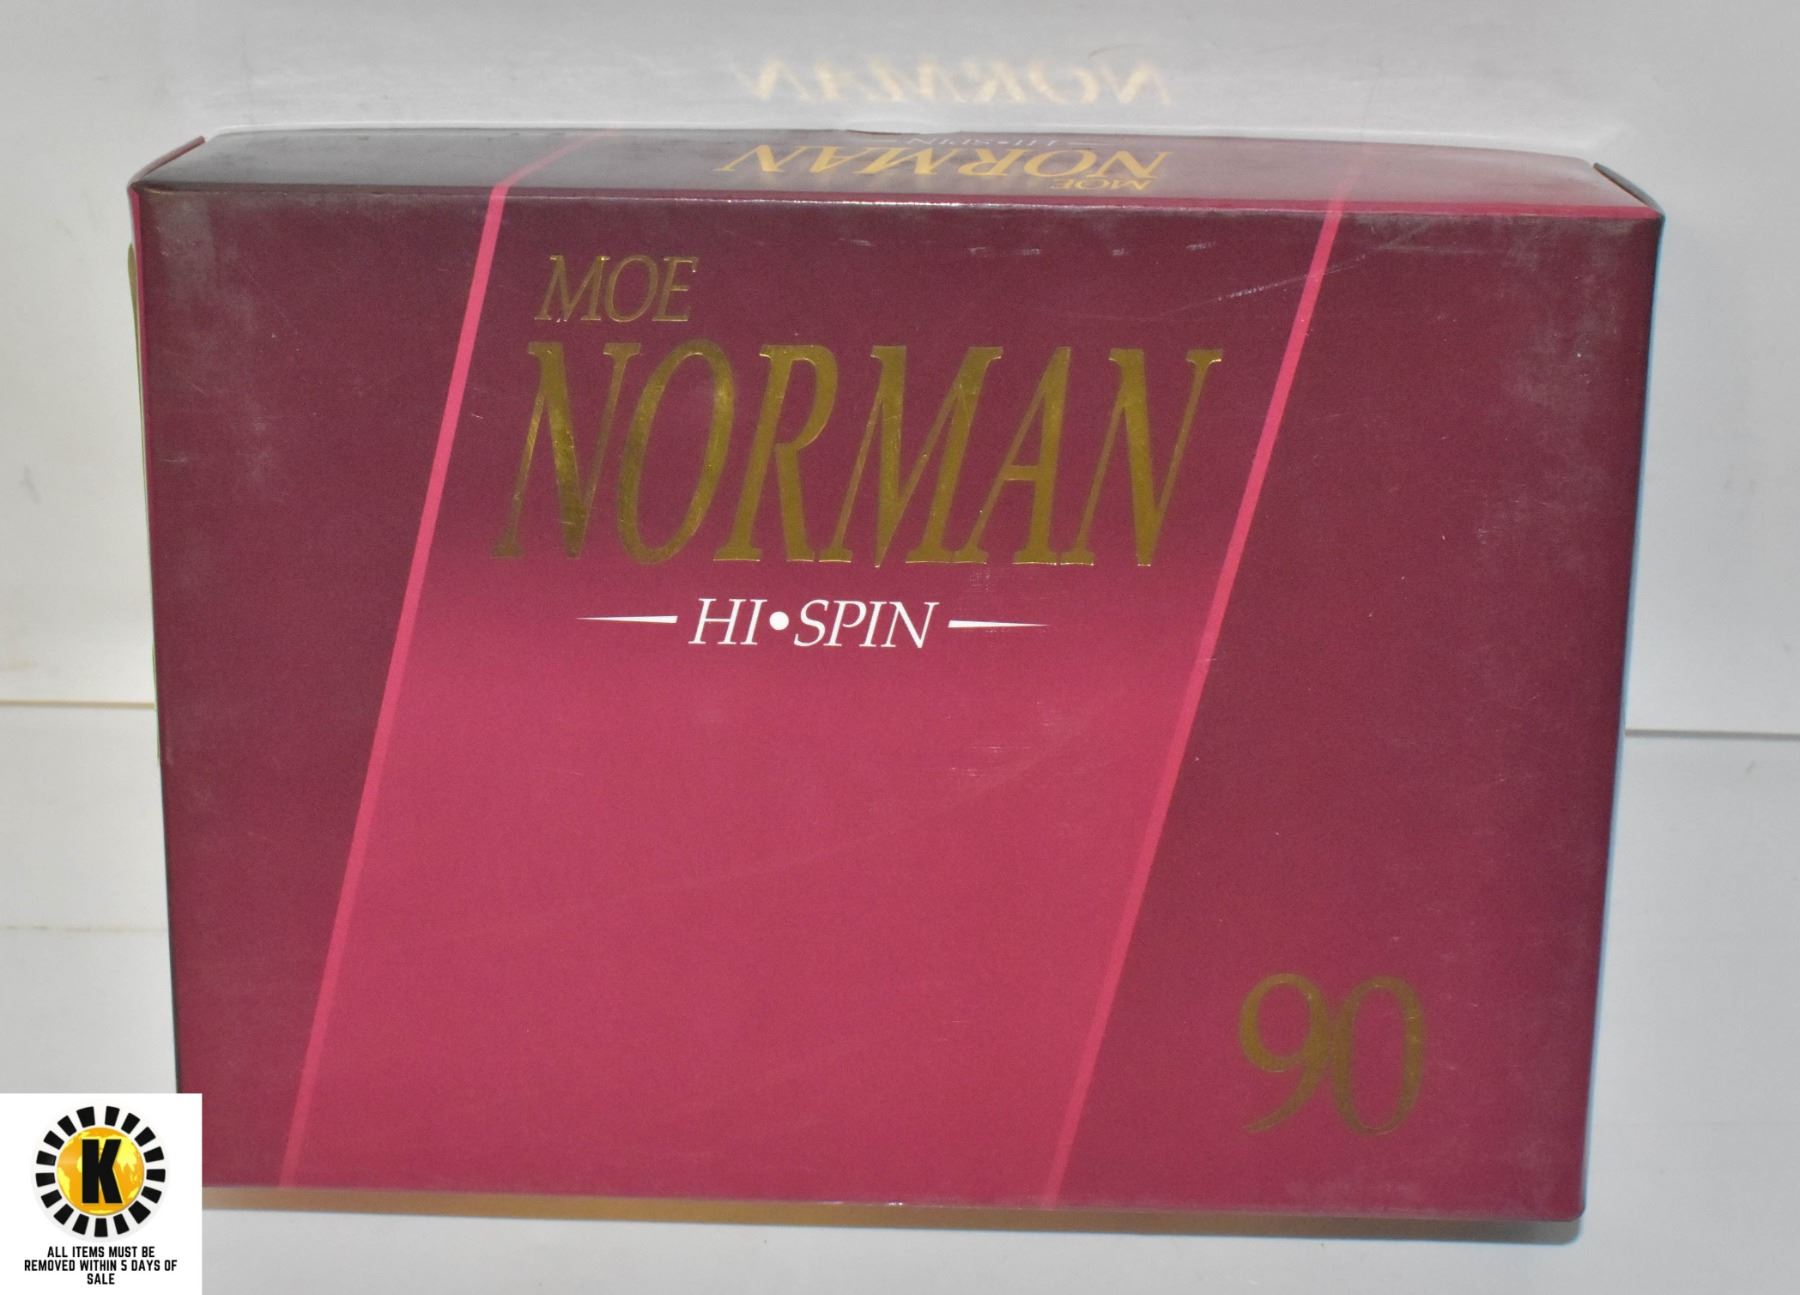 NORMAN
HI•SPIN
NORMAN
MOE
MOE
NORMAN
HI•SPIN
90
K
ALL ITEMS MUST BE
REMOVED WITHIN 5 DAYS OF
SALE